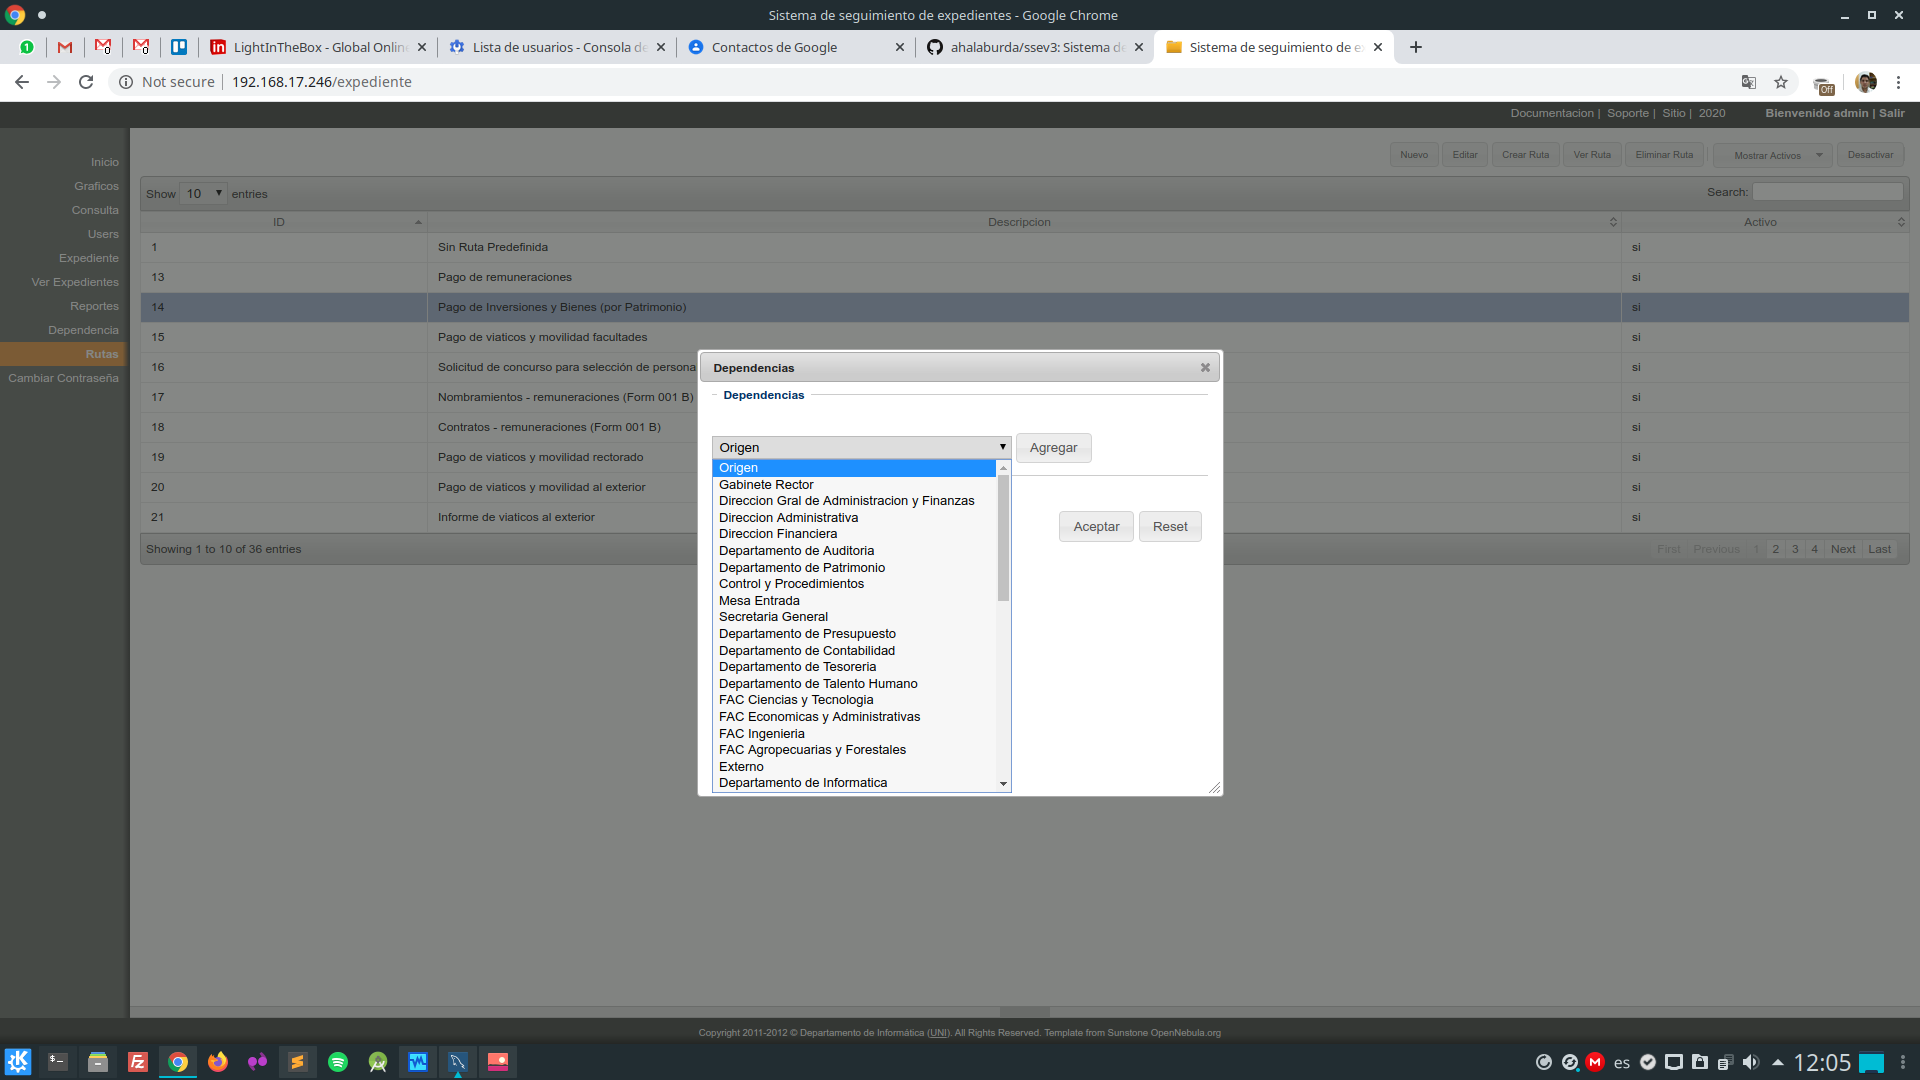 Sistema de seguimiento de expedientes - Google Chrome
LightInTheBox - Global Onlin
Lista de usuarios - Consola de
Contactos de Google
ahalaburda/ssev3: Sistema de
Sistema de seguimiento de e
Not secure
192.168.17.246/expediente
Off
Documentacion | Soporte | Sitio | 2020
Bienvenido admin | Salir
Inicio
Graficos
Consulta
Users
Expediente
Ver Expedientes
Reportes
Dependencia
Rutas
Cambiar Contraseña
Nuevo
Editar
Crear Ruta
Ver Ruta
Eliminar Ruta
Mostrar Activos
Desactivar
Show 10 entries
Search:
ID Descripcion Activo
1 Sin Ruta Predefinida si
13 Pago de remuneraciones si
14 Pago de Inversiones y Bienes (por Patrimonio) si
15 Pago de viaticos y movilidad facultades si
16 Solicitud de concurso para selección de persona si
17 Nombramientos - remuneraciones (Form 001 B) si
18 Contratos - remuneraciones (Form 001 B) si
19 Pago de viaticos y movilidad rectorado si
20 Pago de viaticos y movilidad al exterior si
21 Informe de viaticos al exterior si
Showing 1 to 10 of 36 entries
First Previous 1 2 3 4 Next Last
Dependencias
Dependencias
Origen
Agregar
Origen
Gabinete Rector
Direccion Gral de Administracion y Finanzas
Direccion Administrativa
Direccion Financiera
Departamento de Auditoria
Departamento de Patrimonio
Control y Procedimientos
Mesa Entrada
Secretaria General
Departamento de Presupuesto
Departamento de Contabilidad
Departamento de Tesoreria
Departamento de Talento Humano
FAC Ciencias y Tecnologia
FAC Economicas y Administrativas
FAC Ingenieria
FAC Agropecuarias y Forestales
Externo
Departamento de Informatica
Aceptar
Reset
Copyright 2011-2012 © Departamento de Informática (UNI). All Rights Reserved. Template from Sunstone OpenNebula.org
es
12:05